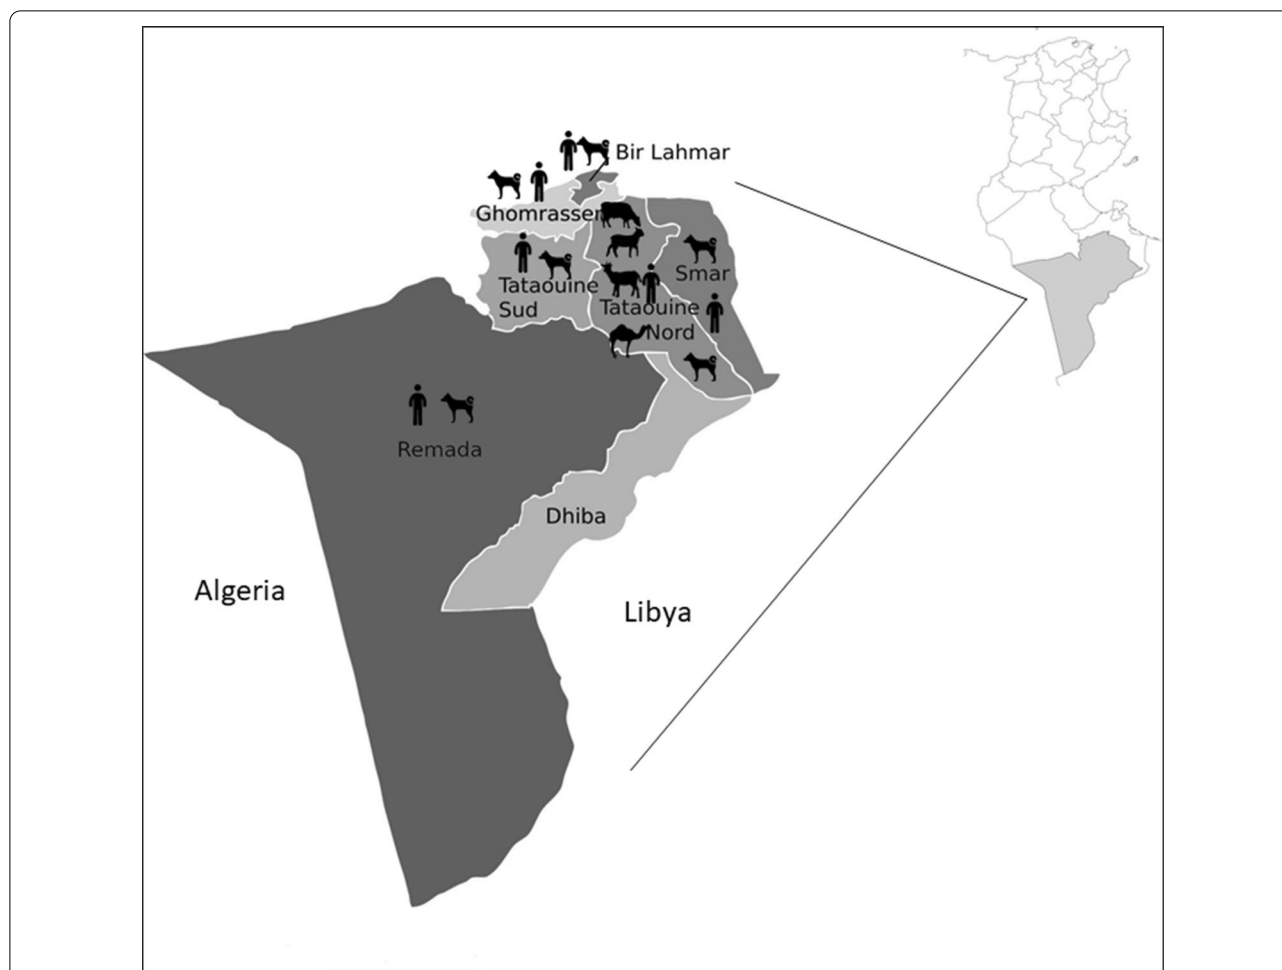 Bir Lahmar
Ghomrassen
Smar
Tataouine
Sud
Tataouine
Nord
Remada
Dhiba
Algeria
Libya